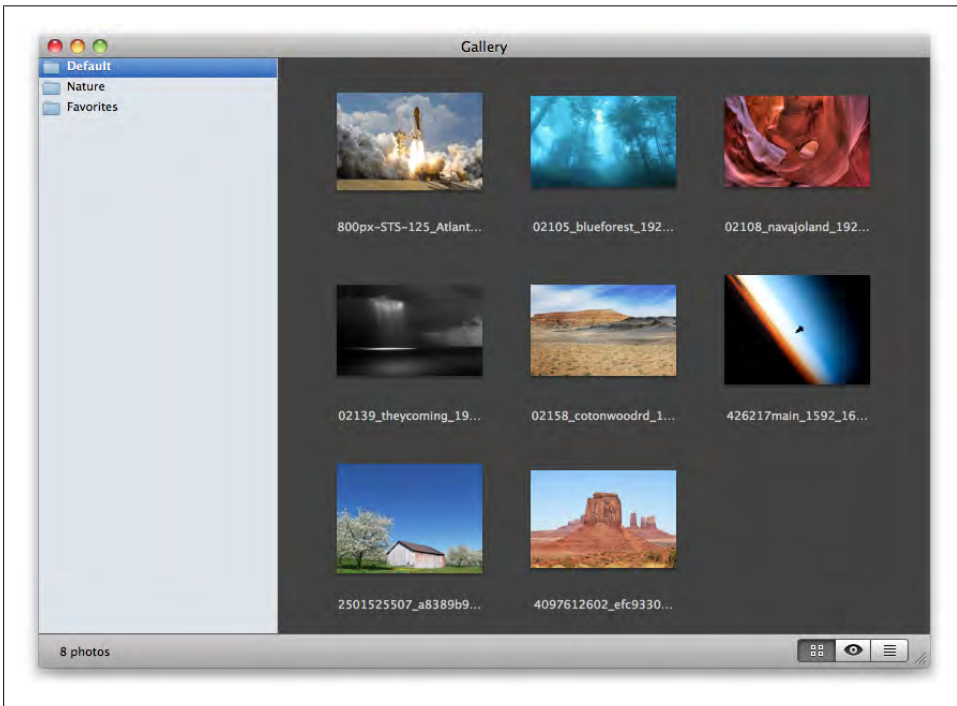 Gallery
Default
Nature
Favorites
800px-STS-125_Atlant...
02105_blueforest_192...
02108_navajoland_192...
02139_theycoming_19...
02158_cotonwoodrd_1...
426217main_1592_16...
2501525507_a8389b9...
4097612602_efc9330...
8 photos